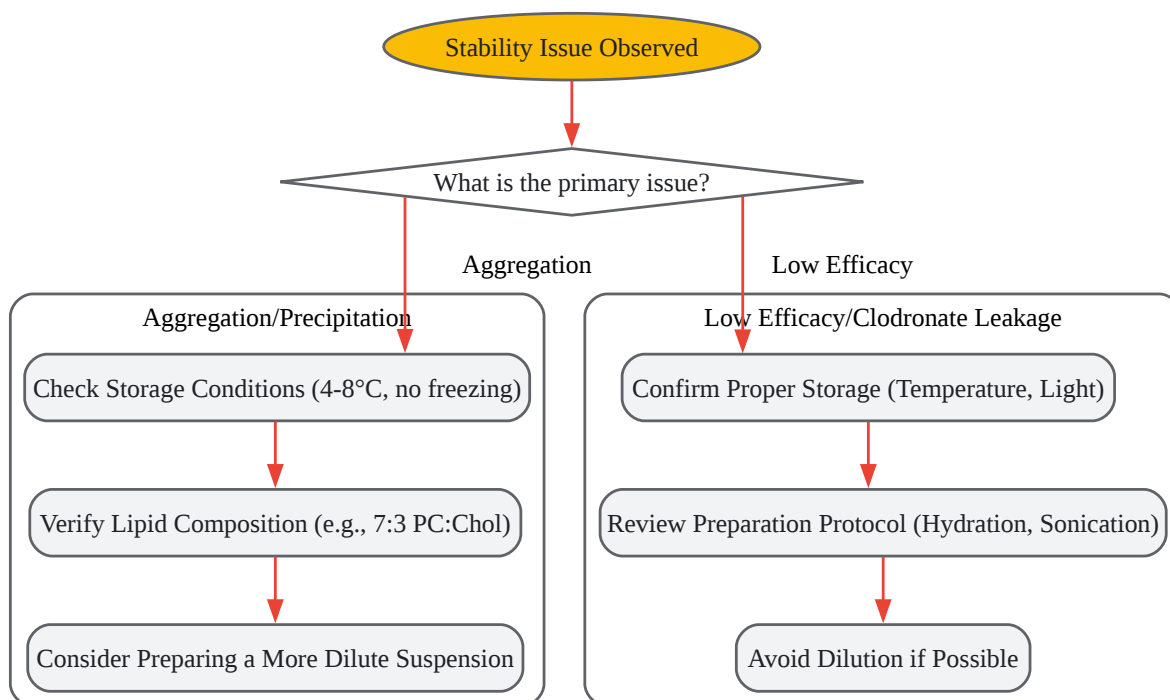 Stability Issue Observed
What is the primary issue?
Aggregation
Low Efficacy
Aggregation/Precipitation
Check Storage Conditions (4-8°C, no freezing)
Verify Lipid Composition (e.g., 7:3 PC:Chol)
Consider Preparing a More Dilute Suspension
Low Efficacy/Clodronate Leakage
Confirm Proper Storage (Temperature, Light)
Review Preparation Protocol (Hydration, Sonication)
Avoid Dilution if Possible